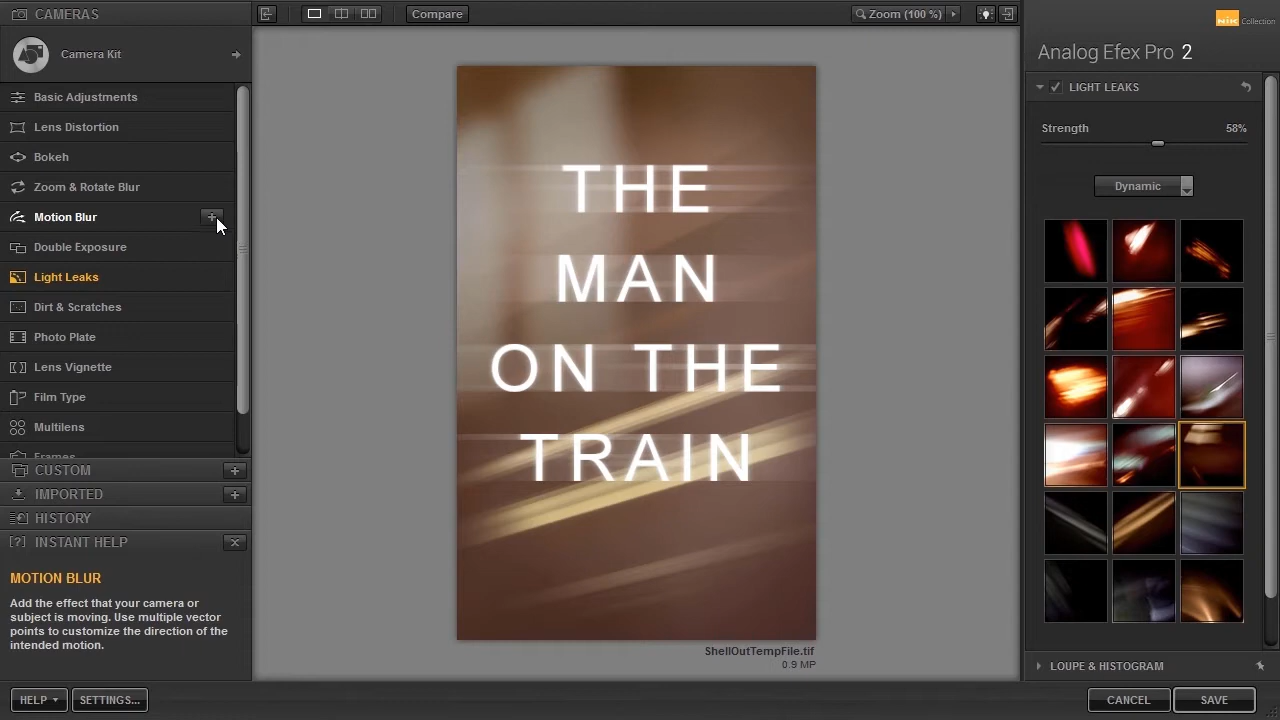 CAMERAS
Camera Kit
Basic Adjustments
Lens Distortion
Bokeh
Zoom & Rotate Blur
Motion Blur
Double Exposure
Light Leaks
Dirt & Scratches
Photo Plate
Lens Vignette
Film Type
Multilens
Frames
CUSTOM
IMPORTED
HISTORY
[?] INSTANT HELP
MOTION BLUR
Add the effect that your camera or
subject is moving. Use multiple vector
points to customize the direction of the
intended motion.
HELP
SETTINGS...
Compare
Zoom (100 %)
THE
MAN
ON THE
TRAIN
ShellOutTempFile.tif
0.9 MP
nik Collection
Analog Efex Pro 2
LIGHT LEAKS
Strength 58%
Dynamic
LOUPE & HISTOGRAM
CANCEL
SAVE